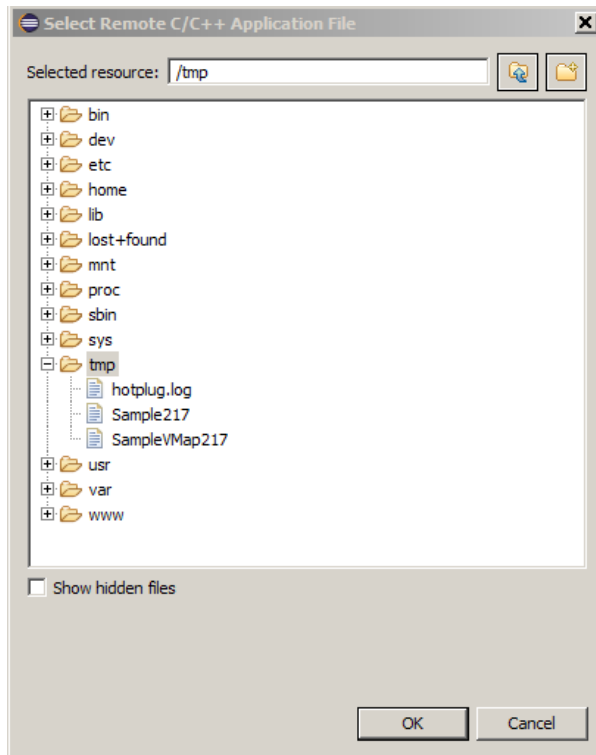 Select Remote C/C++ Application File
Selected resource: /tmp
bin
dev
etc
home
lib
lost+found
mnt
proc
sbin
sys
tmp
hotplug.log
Sample217
SampleVMap217
usr
var
www
Show hidden files
OK Cancel